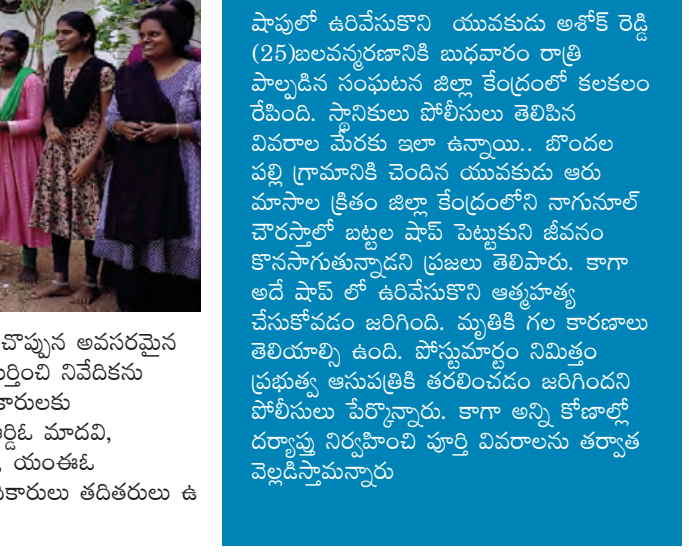 చొప్పున అవసరమైన
ర్తించి నివేదికను
కారులకు
ర్డిఓ మాదవి,
, యంఈఓ
కారులు తదితరులు ఉ
షాపులో ఉరివేసుకొని యువకుడు అశోక్ రెడ్డి
(25)బలవన్మరణానికి బుధవారం రాత్రి
పాల్పడిన సంఘటన జిల్లా కేంద్రంలో కలకలం
రేపింది. స్థానికులు పోలీసులు తెలిపిన
వివరాల మేరకు ఇలా ఉన్నాయి.. బొందల
పల్లి గ్రామానికి చెందిన యువకుడు ఆరు
మాసాల క్రితం జిల్లా కేంద్రంలోని నాగునూల్
చౌరస్తాలో బట్టల షాప్ పెట్టుకుని జీవనం
కొనసాగుతున్నాడని ప్రజలు తెలిపారు. కాగా
అదే షాప్ లో ఉరివేసుకొని ఆత్మహత్య
చేసుకోవడం జరిగింది. మృతికి గల కారణాలు
తెలియాల్సి ఉంది. పోస్టుమార్టం నిమిత్తం
ప్రభుత్వ ఆసుపత్రికి తరలించడం జరిగిందని
పోలీసులు పేర్కొన్నారు. కాగా అన్ని కోణాల్లో
దర్యాప్తు నిర్వహించి పూర్తి వివరాలను తర్వాత
వెల్లడిస్తామన్నారు